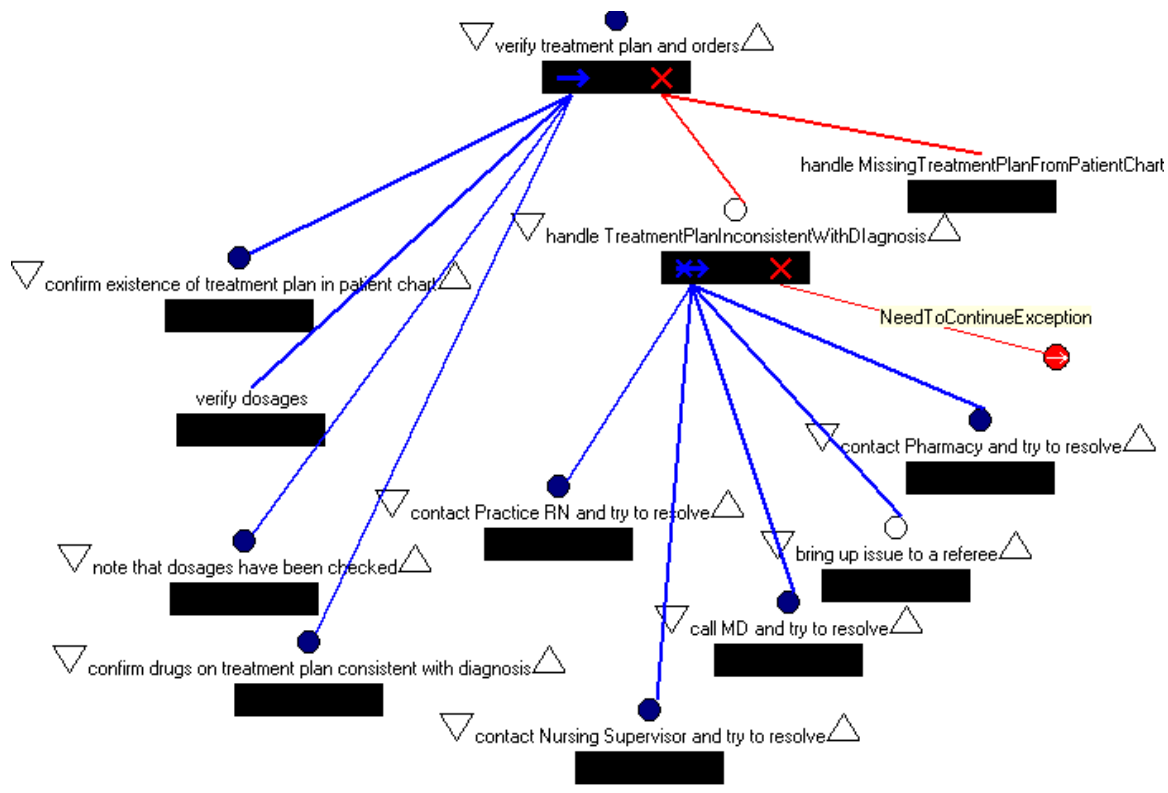 verify treatment plan and orders
handle MissingTreatmentPlanFromPatientChart
handle TreatmentPlanInconsistentWithDIagnosis
confirm existence of treatment plan in patient chart
NeedToContinueException
verify dosages
contact Pharmacy and try to resolve
contact Practice RN and try to resolve
bring up issue to a referee
note that dosages have been checked
call MD and try to resolve
confirm drugs on treatment plan consistent with diagnosis
contact Nursing Supervisor and try to resolve